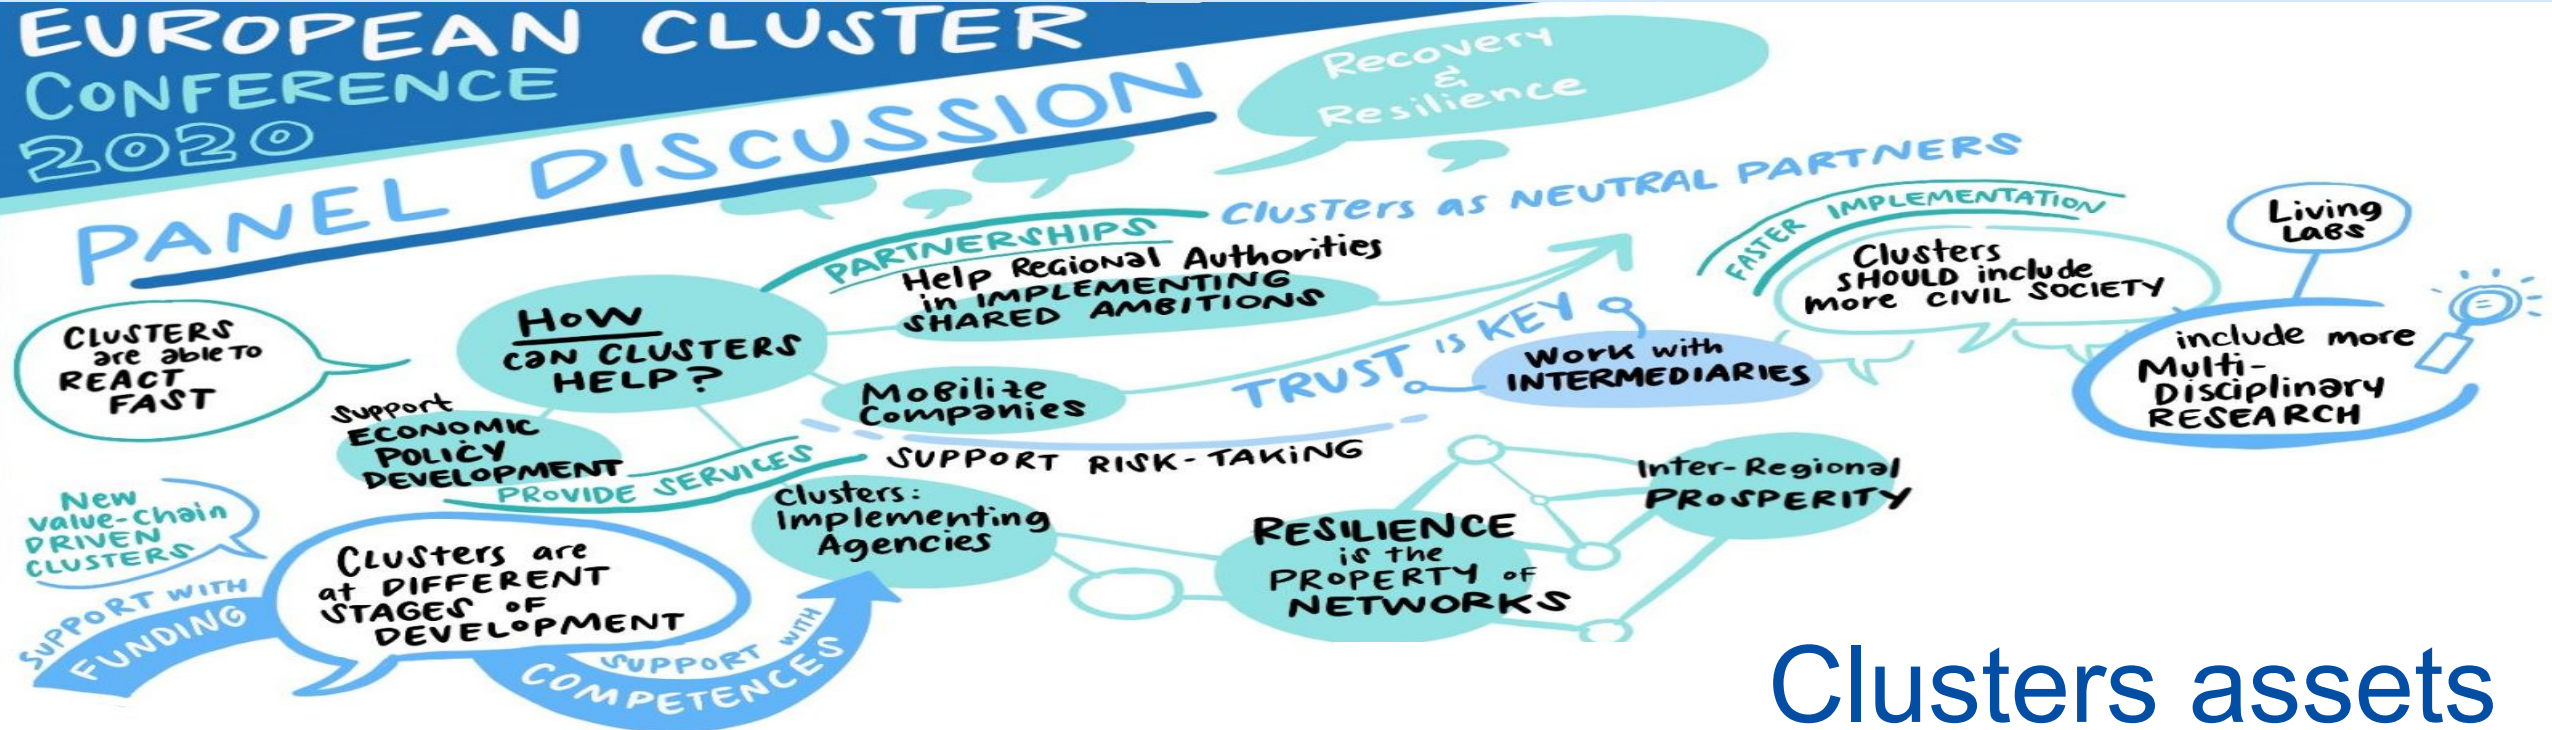 EUROPEAN CLUSTER
CONFERENCE
2020
PANEL DISCUSSION
Recovery
&
Resilience
CLUSTERS
are able TO
REACT
FAST
HOW
CAN CLUSTERS
HELP?
PARTNERSHIPS
Help Regional Authorities
in IMPLEMENTING
SHARED AMBITIONS
Clusters as NEUTRAL PARTNERS
Mobilize
Companies
Support
ECONOMIC
POLICY
DEVELOPMENT
PROVIDE SERVICES
SUPPORT RISK-TAKING
TRUST IS KEY
Work with
INTERMEDIARIES
FASTER IMPLEMENTATION
Clusters
SHOULD include
more CIVIL SOCIETY
Living
LABS
include more
Multi-
Disciplinary
RESEARCH
New
Value-Chain
DRIVEN
CLUSTERS
SUPPORT WITH
FUNDING
Clusters are
at DIFFERENT
STAGES OF
DEVELOPMENT
SUPPORT WITH
COMPETENCES
Clusters:
Implementing
Agencies
RESILIENCE
is the
PROPERTY OF
NETWORKS
Inter-Regional
PROSPERITY
Clusters assets